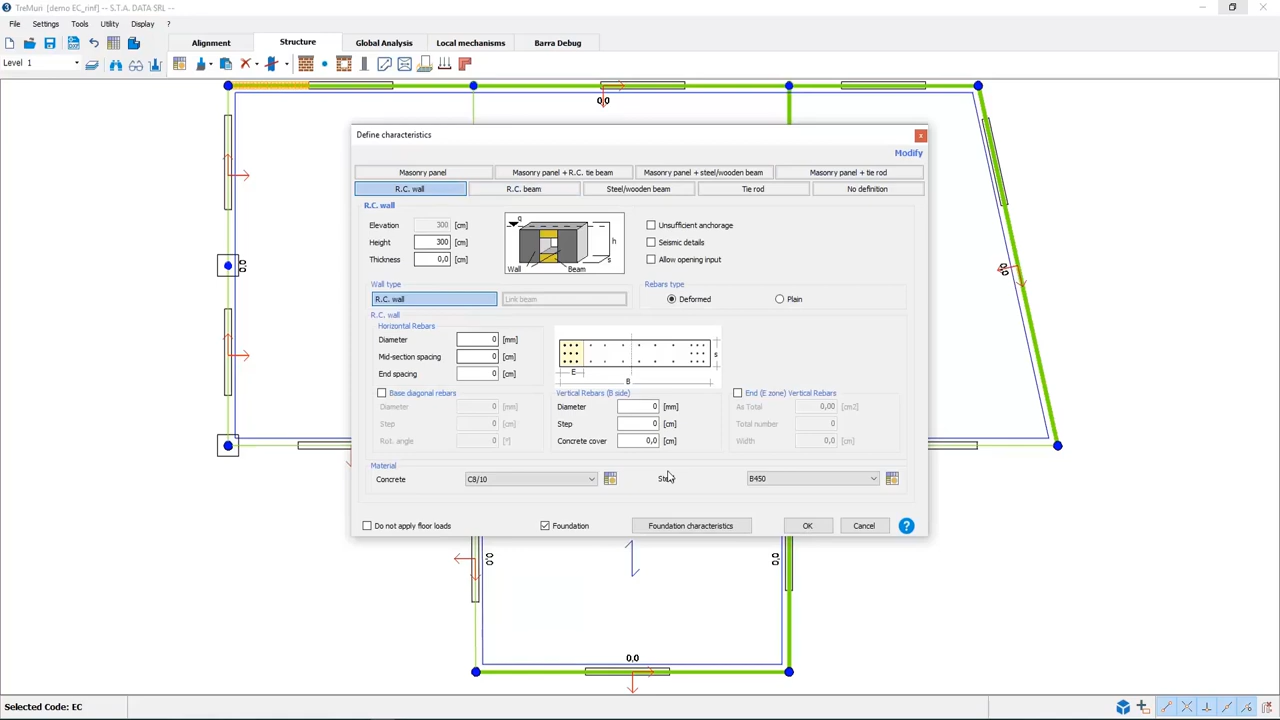 TreMuri [demo EC_rinf] -- S.T.A. DATA SRL --
File Settings Tools Utility Display ?
Alignment Structure Global Analysis Local mechanisms Barra Debug
Level 1
0,0
Define characteristics
Modify
Masonry panel Masonry panel + R.C. tie beam Masonry panel + steel/wooden beam Masonry panel + tie rod
R.C. wall R.C. beam Steel/wooden beam Tie rod No definition
R.C. wall
Elevation 300 [cm] Unsufficient anchorage
Height 300 [cm] Seismic details
Thickness 0,0 [cm] Allow opening input
q h s Wall Beam
0,0
0,0
Wall type Rebars type
R.C. wall Link beam Deformed Plain
R.C. wall
Horizontal Rebars
Diameter 0 [mm]
Mid-section spacing 0 [cm] s
End spacing 0 [cm] E
B
Base diagonal rebars Vertical Rebars (B side) End (E zone) Vertical Rebars
Diameter 0 [mm] Diameter 0 [mm] As Total 0,00 [cm2]
Step 0 [cm] Step 0 [cm] Total number 0
Rot. angle 0 [°] Concrete cover 0,0 [cm] Width 0,0 [cm]
Material
Concrete C8/10 B450
Do not apply floor loads Foundation Foundation characteristics OK Cancel ?
0,0 0,0
0,0
Selected Code: EC